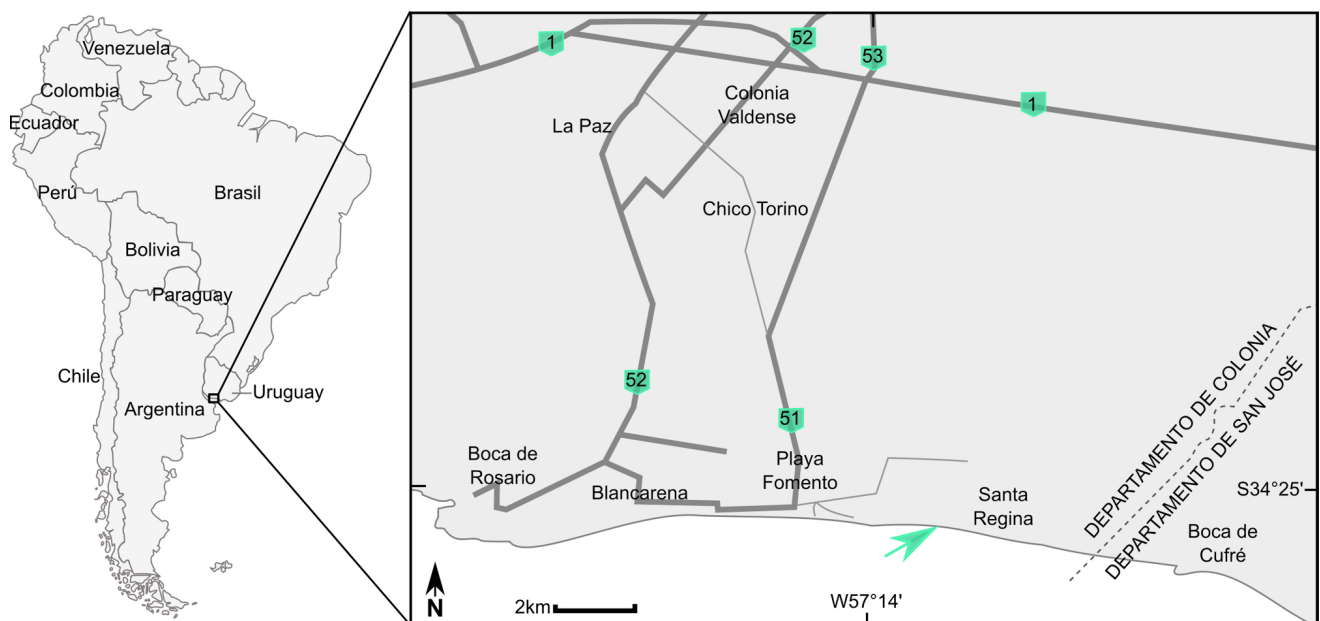 Venezuela
Colombia
Ecuador
Perú
Brasil
Bolivia
Paraguay
Chile
Argentina
Uruguay
1
52
53
1
Colonia
Valdense
La Paz
Chico Torino
52
51
Boca de
Rosario
Blancarena
Playa
Fomento
Santa
Regina
DEPARTAMENTO DE COLONIA
DEPARTAMENTO DE SAN JOSÉ
S34°25'
Boca de
Cufré
N
2km
W57°14'